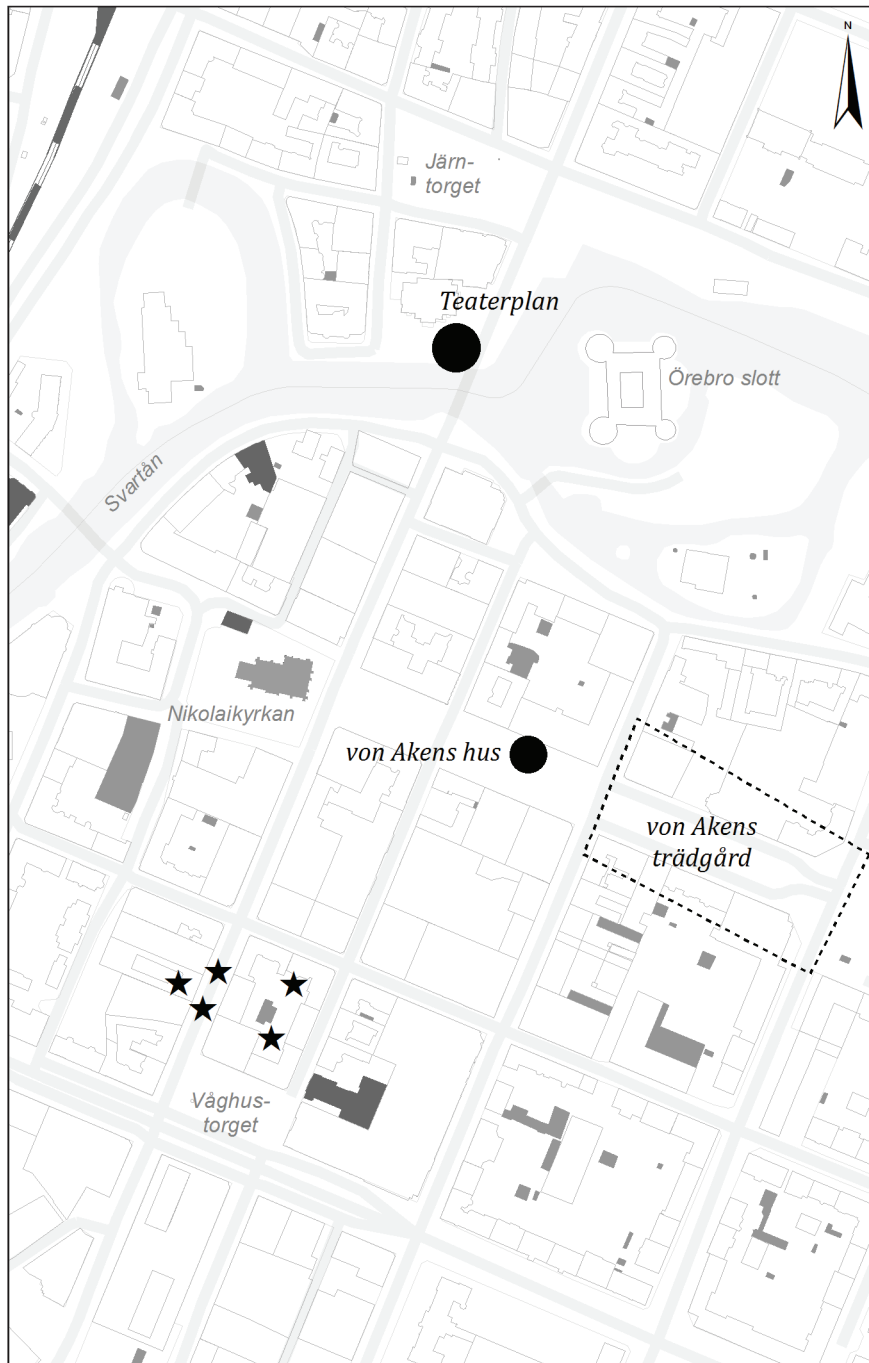 N
Järn-
torget
Teaterplan
Örebro slott
Svartån
Nikolaikyrkan
von Akens hus
von Akens
trädgård
Våghus-
torget